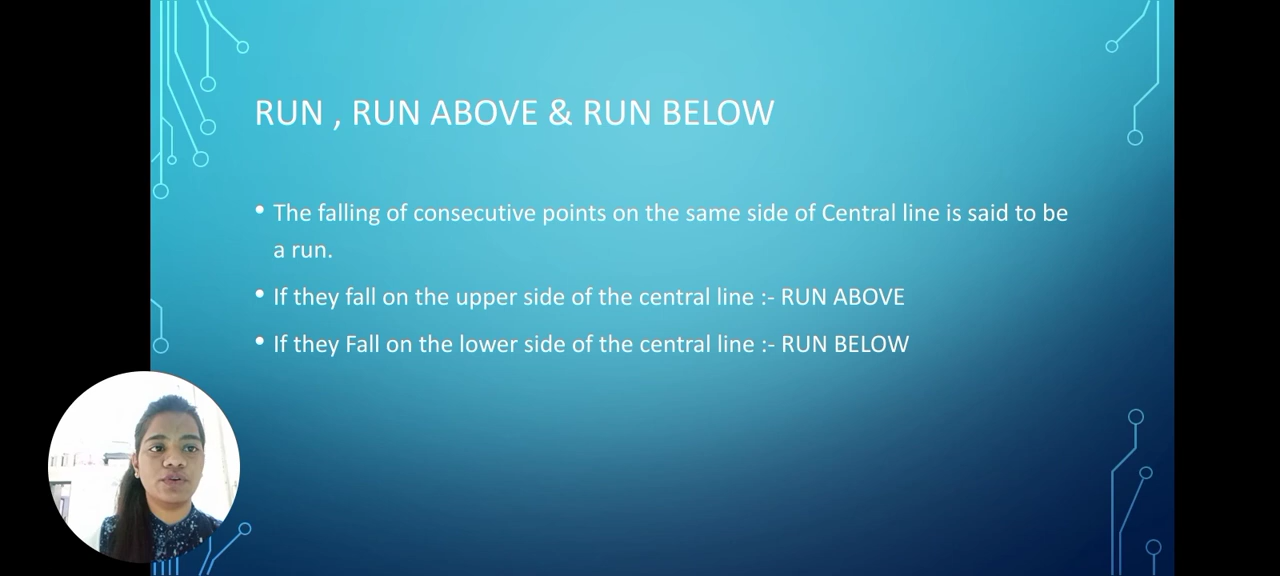 RUN , RUN ABOVE & RUN BELOW
• The falling of consecutive points on the same side of Central line is said to be
a run.
• If they fall on the upper side of the central line :- RUN ABOVE
• If they Fall on the lower side of the central line :- RUN BELOW